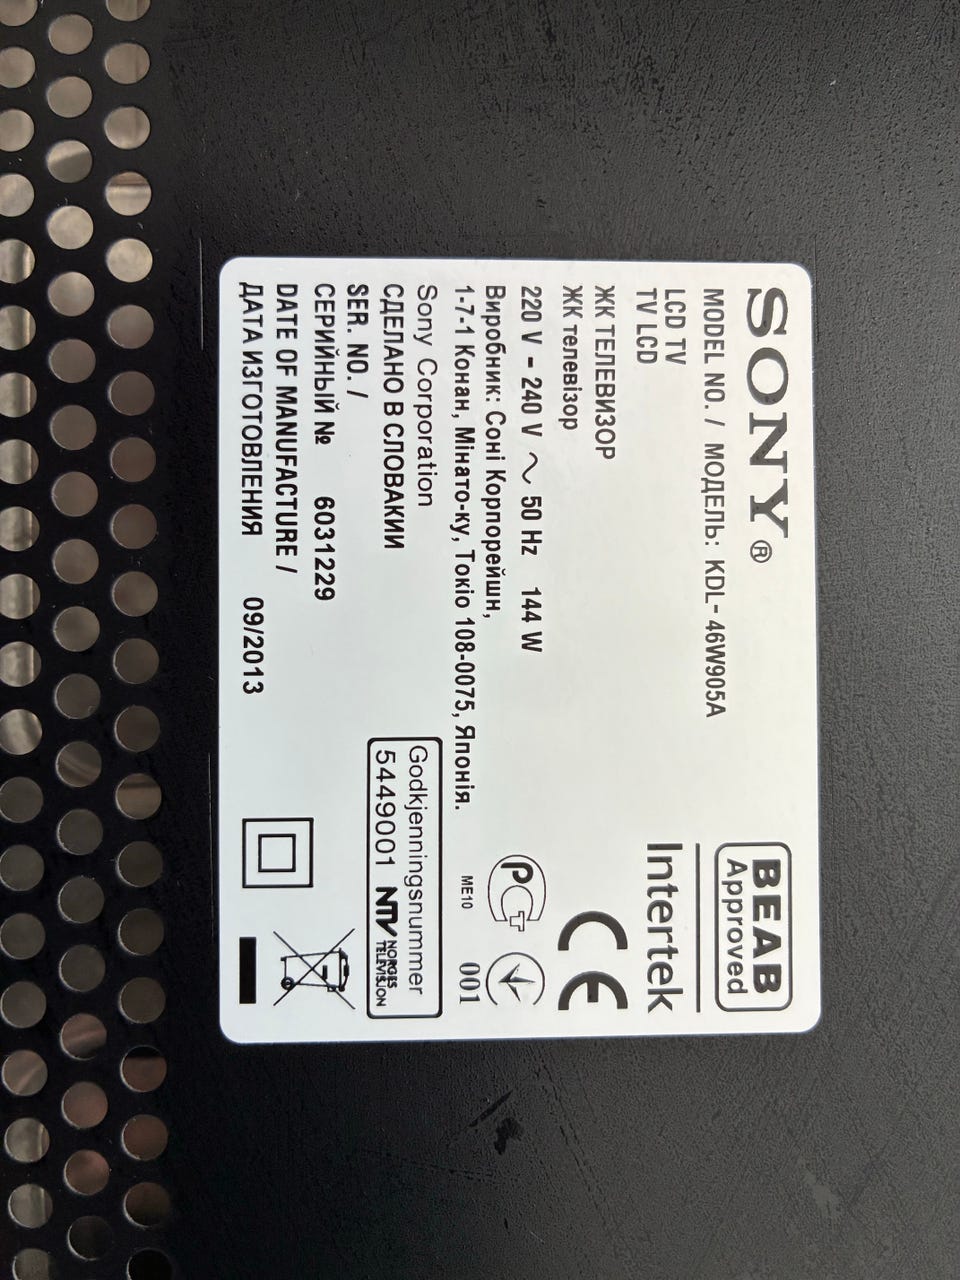 SONY®
MODEL NO. / МОДЕЛЬ: KDL-46W905A
LCD TV
TV LCD
ЖК ТЕЛЕВИЗОР
ЖК телевізор
220 V - 240 V ~ 50 Hz 144 W
Виробник: Соні Корпорейшн,
1-7-1 Конан, Мінато-ку, Токіо 108-0075, Японія.
Sony Corporation
СДЕЛАНО В СЛОВАКИИ
SER. NO. /
СЕРИЙНЫЙ № 6031229
DATE OF MANUFACTURE /
ДАТА ИЗГОТОВЛЕНИЯ 09/2013
BEAB
Approved
Intertek
CE
РСТ
ME10
001
Godkjenningsnummer
5449001 NTV NORGES
TELEVISJON